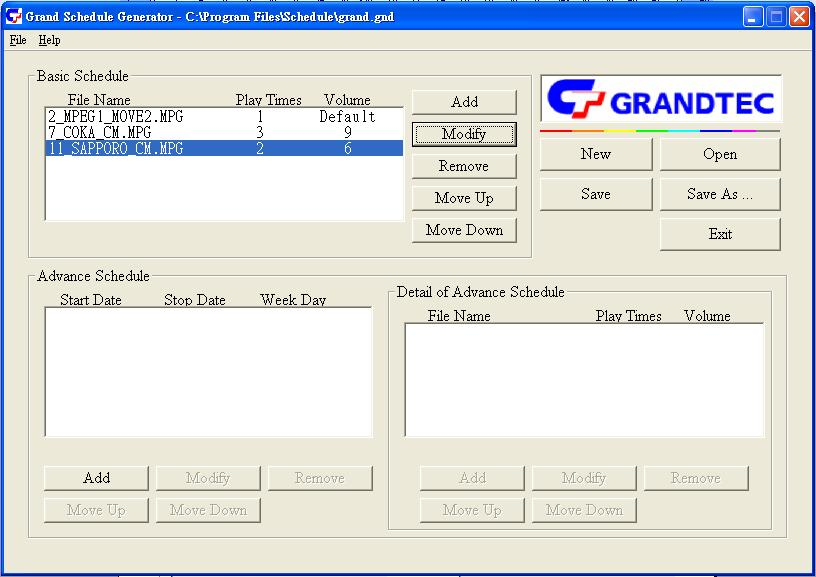 Grand Schedule Generator - C:\Program Files\Schedule\grand.gnd
File Help
Basic Schedule
File Name Play Times Volume
2_MPEG1_MOVE2.MPG 1 Default
7_COKA_CM.MPG 3 9
11_SAPPORO_CM.MPG 2 6
Add
Modify
Remove
Move Up
Move Down
GRANDTEC
New Open
Save Save As ...
Exit
Advance Schedule
Start Date Stop Date Week Day
Add Modify Remove
Move Up Move Down
Detail of Advance Schedule
File Name Play Times Volume
Add Modify Remove
Move Up Move Down